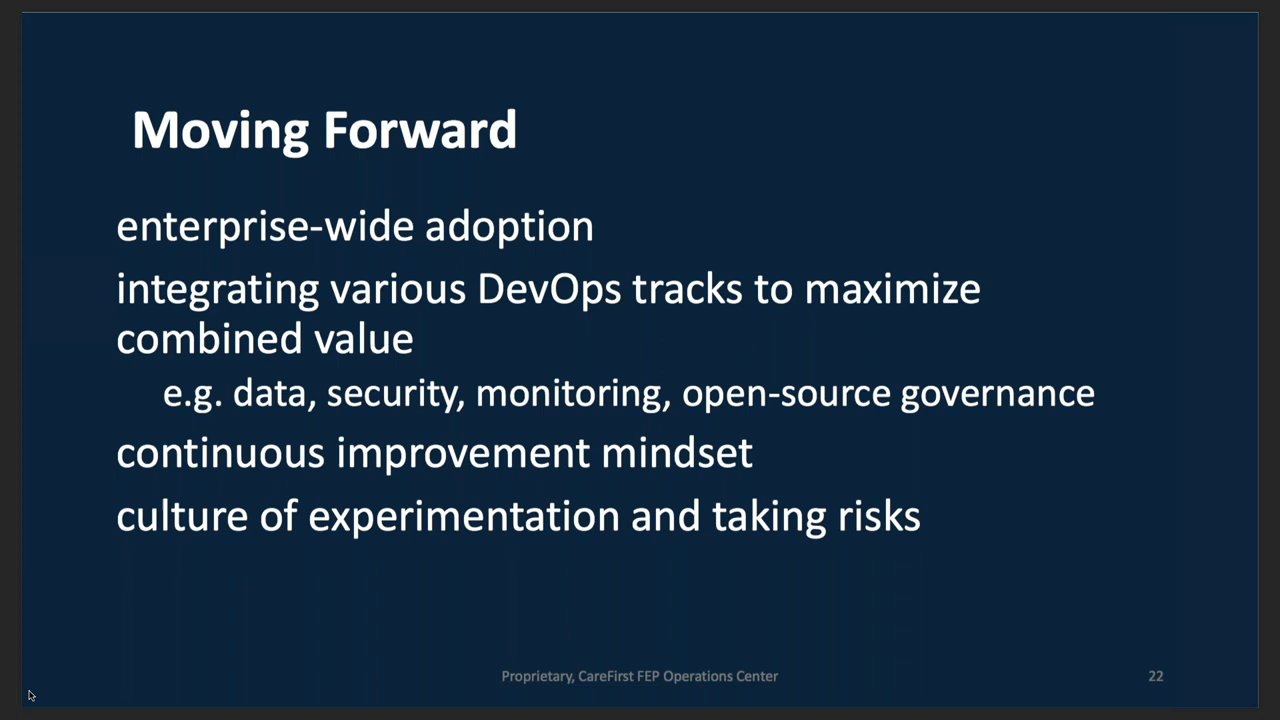 Moving Forward
enterprise-wide adoption
integrating various DevOps tracks to maximize
combined value
e.g. data, security, monitoring, open-source governance
continuous improvement mindset
culture of experimentation and taking risks
Proprietary, CareFirst FEP Operations Center
22